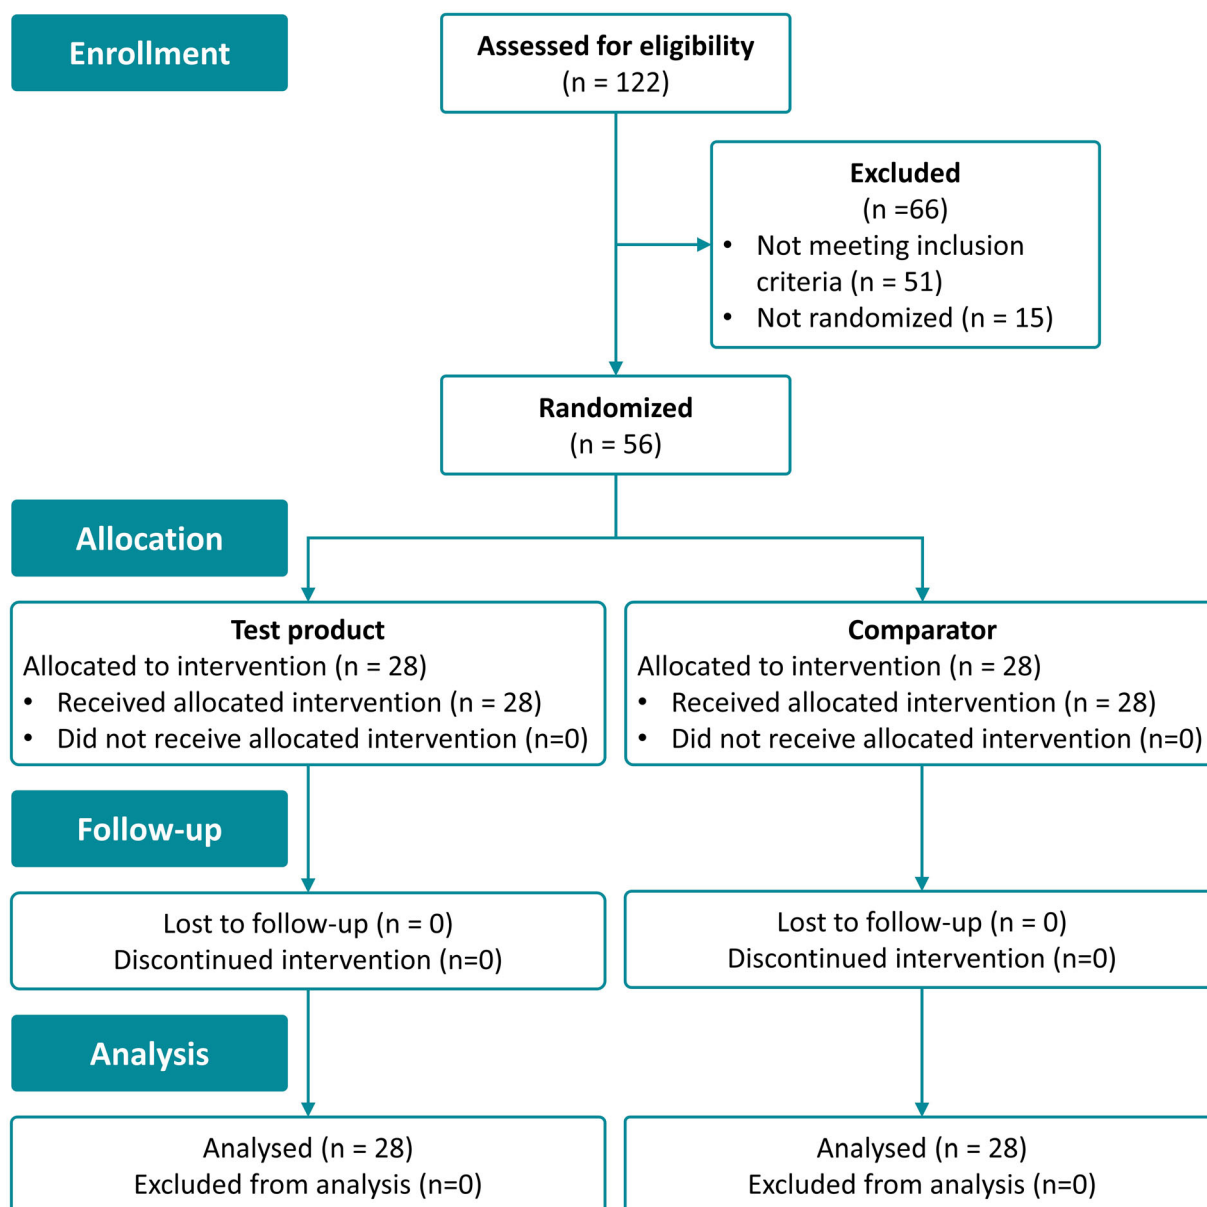 Enrollment
Assessed for eligibility
(n = 122)
Excluded
(n =66)
• Not meeting inclusion
criteria (n = 51)
• Not randomized (n = 15)
Randomized
(n = 56)
Allocation
Test product
Allocated to intervention (n = 28)
• Received allocated intervention (n = 28)
• Did not receive allocated intervention (n=0)
Comparator
Allocated to intervention (n = 28)
• Received allocated intervention (n = 28)
• Did not receive allocated intervention (n=0)
Follow-up
Lost to follow-up (n = 0)
Discontinued intervention (n=0)
Lost to follow-up (n = 0)
Discontinued intervention (n=0)
Analysis
Analysed (n = 28)
Excluded from analysis (n=0)
Analysed (n = 28)
Excluded from analysis (n=0)